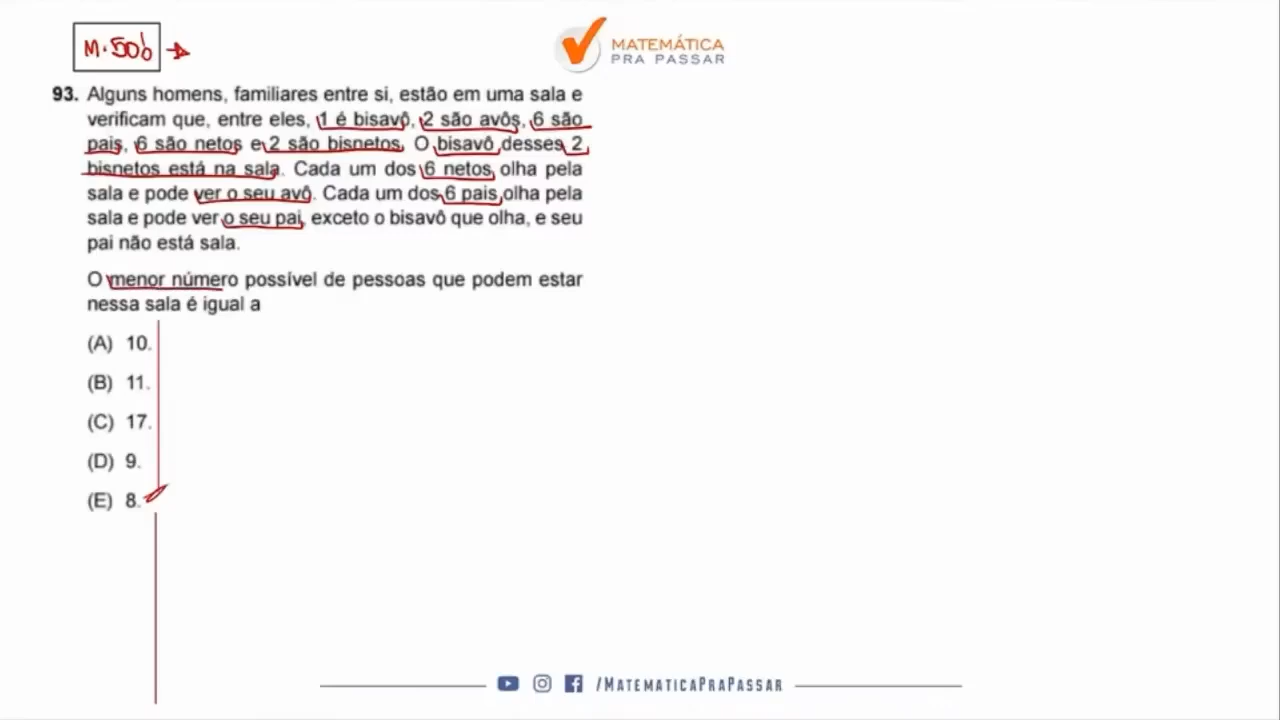 M.506
MATEMÁTICA
PRA PASSAR
93. Alguns homens, familiares entre si, estão em uma sala e
verificam que, entre eles, 1 é bisavô, 2 são avôs, 6 são
pais, 6 são netos e 2 são bisnetos. O bisavô desses 2
bisnetos está na sala. Cada um dos 6 netos olha pela
sala e pode ver o seu avô. Cada um dos 6 pais olha pela
sala e pode ver o seu pai, exceto o bisavô que olha, e seu
pai não está sala.
O menor número possível de pessoas que podem estar
nessa sala é igual a
(A) 10.
(B) 11.
(C) 17.
(D) 9.
(E) 8.
/MATEMATICAPRAPASSAR